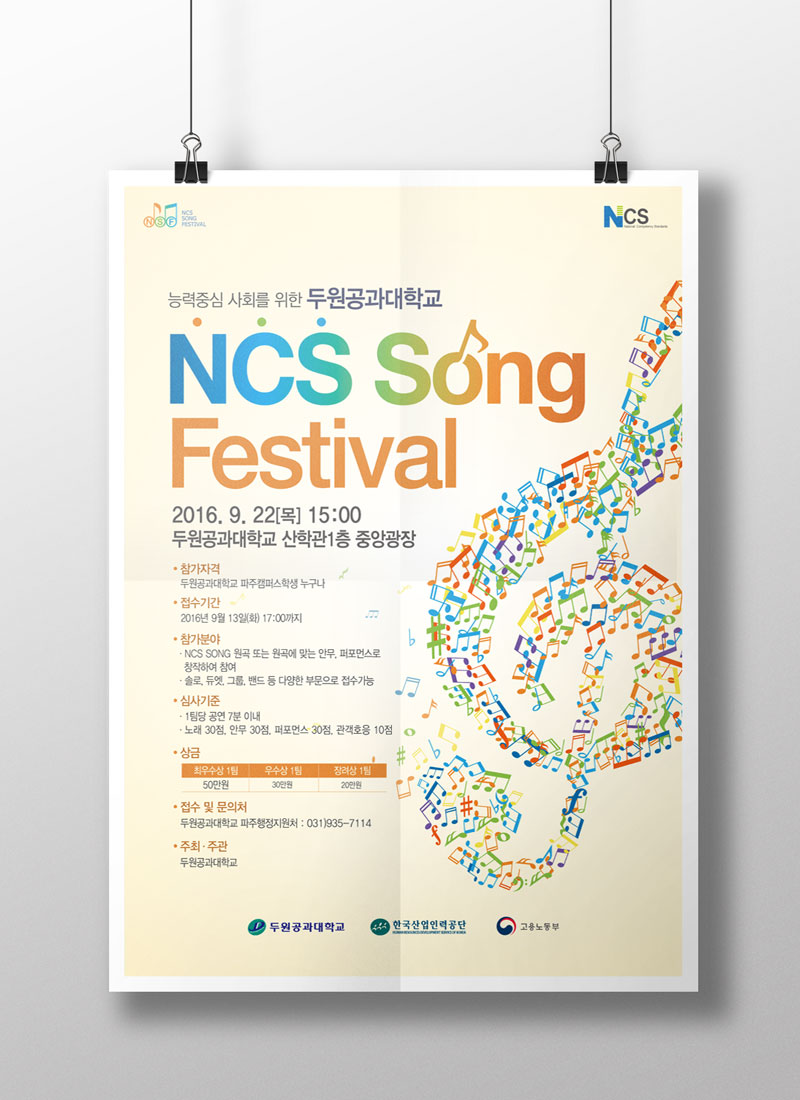 NSF
NCS
SONG
FESTIVAL
NCS
National Competency Standards
능력중심 사회를 위한 두원공과대학교
NCS Song
Festival
2016. 9. 22[목] 15:00
두원공과대학교 산학관1층 중앙광장
• 참가자격
두원공과대학교 파주캠퍼스학생 누구나
• 접수기간
2016년 9월 13일(화) 17:00까지
• 참가분야
· NCS SONG 원곡 또는 원곡에 맞는 안무, 퍼포먼스로
창작하여 참여
· 솔로, 듀엣, 그룹, 밴드 등 다양한 부문으로 접수가능
• 심사기준
· 1팀당 공연 7분 이내
· 노래 30점, 안무 30점, 퍼포먼스 30점, 관객호응 10점
• 상금
최우수상 1팀 우수상 1팀 장려상 1팀
50만원 30만원 20만원
• 접수 및 문의처
두원공과대학교 파주행정지원처 : 031)935-7114
• 주최 · 주관
두원공과대학교
두원공과대학교 한국산업인력공단 고용노동부
HUMAN RESOURCES DEVELOPMENT SERVICE OF KOREA